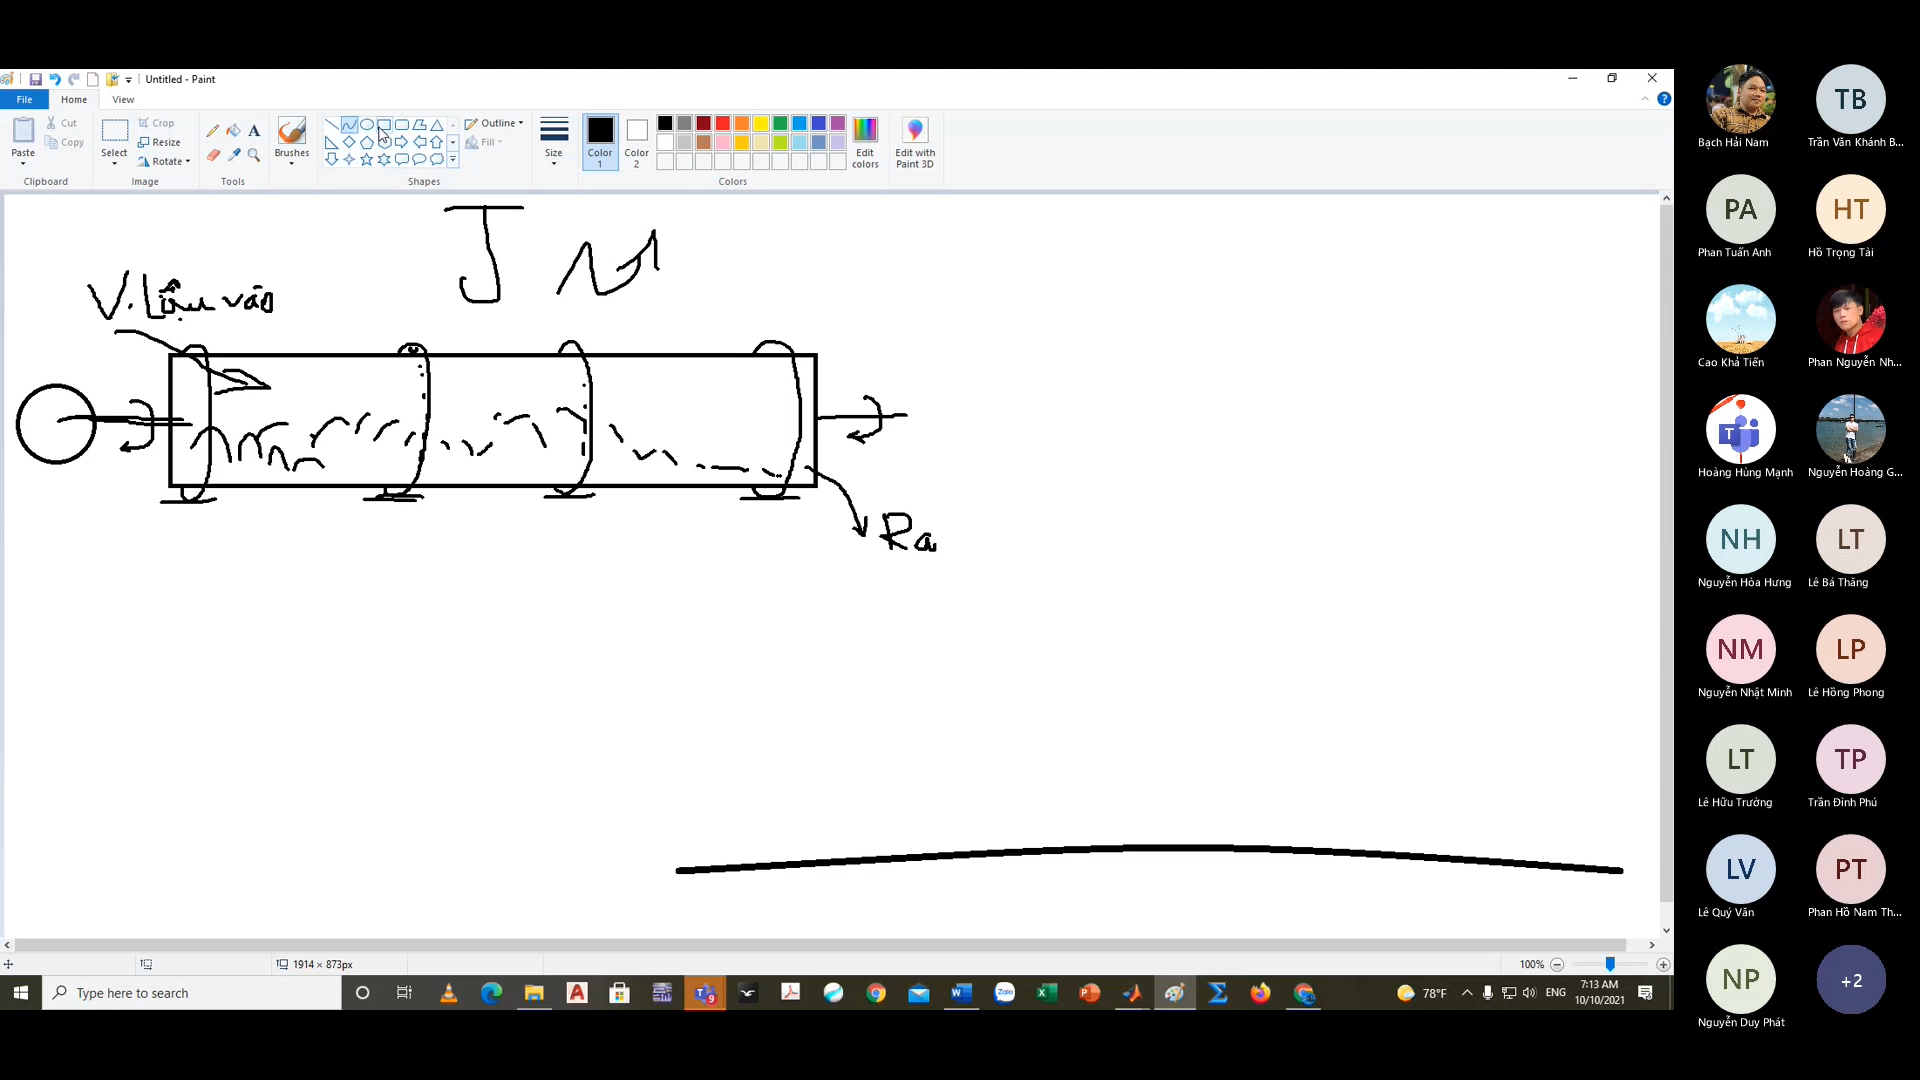 Untitled - Paint
File
Home
View
Paste
Cut
Copy
Clipboard
Select
Crop
Resize
Rotate
Image
A
Tools
Brushes
Outline
Fill
Shapes
Size
Color 1
Color 2
Colors
Edit colors
Edit with Paint 3D
J
V.Liệu vào
Ra
1914 × 873px
100%
Type here to search
9
Zalo
78°F
ENG
7:13 AM
10/10/2021
Bạch Hải Nam
TB
Trần Văn Khánh B...
PA
Phan Tuấn Anh
HT
Hồ Trọng Tài
Cao Khả Tiến
Phan Nguyễn Nh...
T
Hoàng Hùng Mạnh
Nguyễn Hoàng G...
NH
Nguyễn Hòa Hưng
LT
Lê Bá Thăng
NM
Nguyễn Nhật Minh
LP
Lê Hồng Phong
LT
Lê Hữu Trường
TP
Trần Đình Phú
LV
Lê Quý Văn
PT
Phan Hồ Nam Th...
NP
Nguyễn Duy Phát
+2